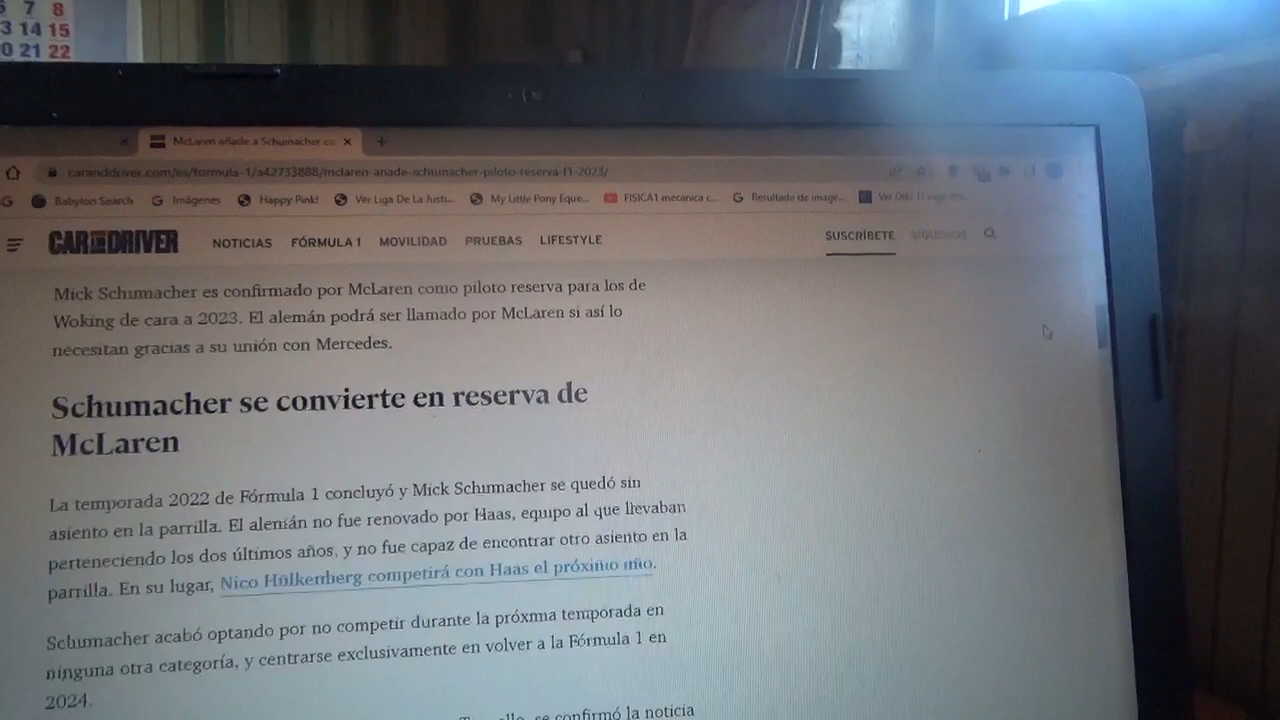 7 8
3 14 15
0 21 22
McLaren añade a Schumacher co
caranddriver.com/es/formula-1/a42733888/mclaren-anade-schumacher-piloto-reserva-f1-2023/
Babylon Search Imágenes Happy Pink! Ver Liga De La Justi... My Little Pony Eque... FISICA1 mecanica c... Resultado de image...
CAR AND DRIVER NOTICIAS FÓRMULA 1 MOVILIDAD PRUEBAS LIFESTYLE SUSCRÍBETE SÍGUENOS
Mick Schumacher es confirmado por McLaren como piloto reserva para los de
Woking de cara a 2023. El alemán podrá ser llamado por McLaren si así lo
necesitan gracias a su unión con Mercedes.
Schumacher se convierte en reserva de
McLaren
La temporada 2022 de Fórmula 1 concluyó y Mick Schumacher se quedó sin
asiento en la parrilla. El alemán no fue renovado por Haas, equipo al que llevaban
perteneciendo los dos últimos años, y no fue capaz de encontrar otro asiento en la
parrilla. En su lugar, Nico Hülkenberg competirá con Haas el próximo año.
Schumacher acabó optando por no competir durante la próxima temporada en
ninguna otra categoría, y centrarse exclusivamente en volver a la Fórmula 1 en
2024.
se confirmó la noticia